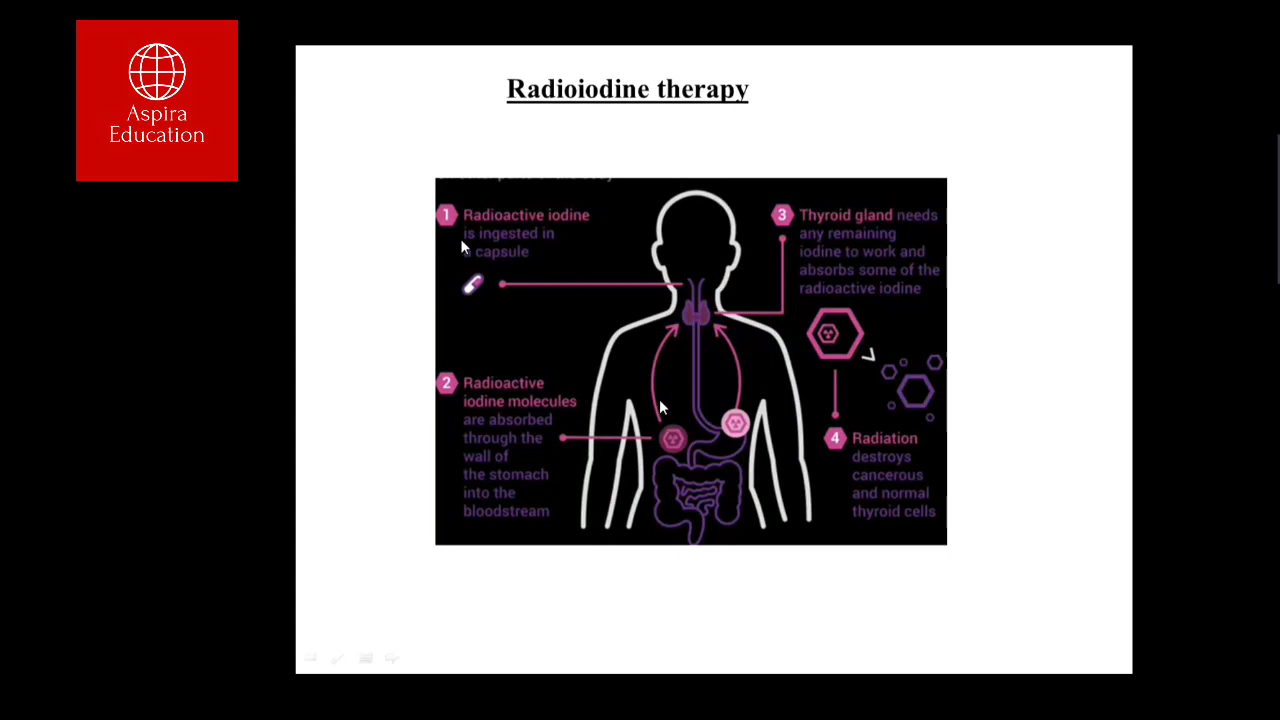 Aspira
Education
Radioiodine therapy
1 Radioactive iodine
is ingested in
capsule
2 Radioactive
iodine molecules
are absorbed
through the
wall of
the stomach
into the
bloodstream
3 Thyroid gland needs
any remaining
iodine to work and
absorbs some of the
radioactive iodine
4 Radiation
destroys
cancerous
and normal
thyroid cells